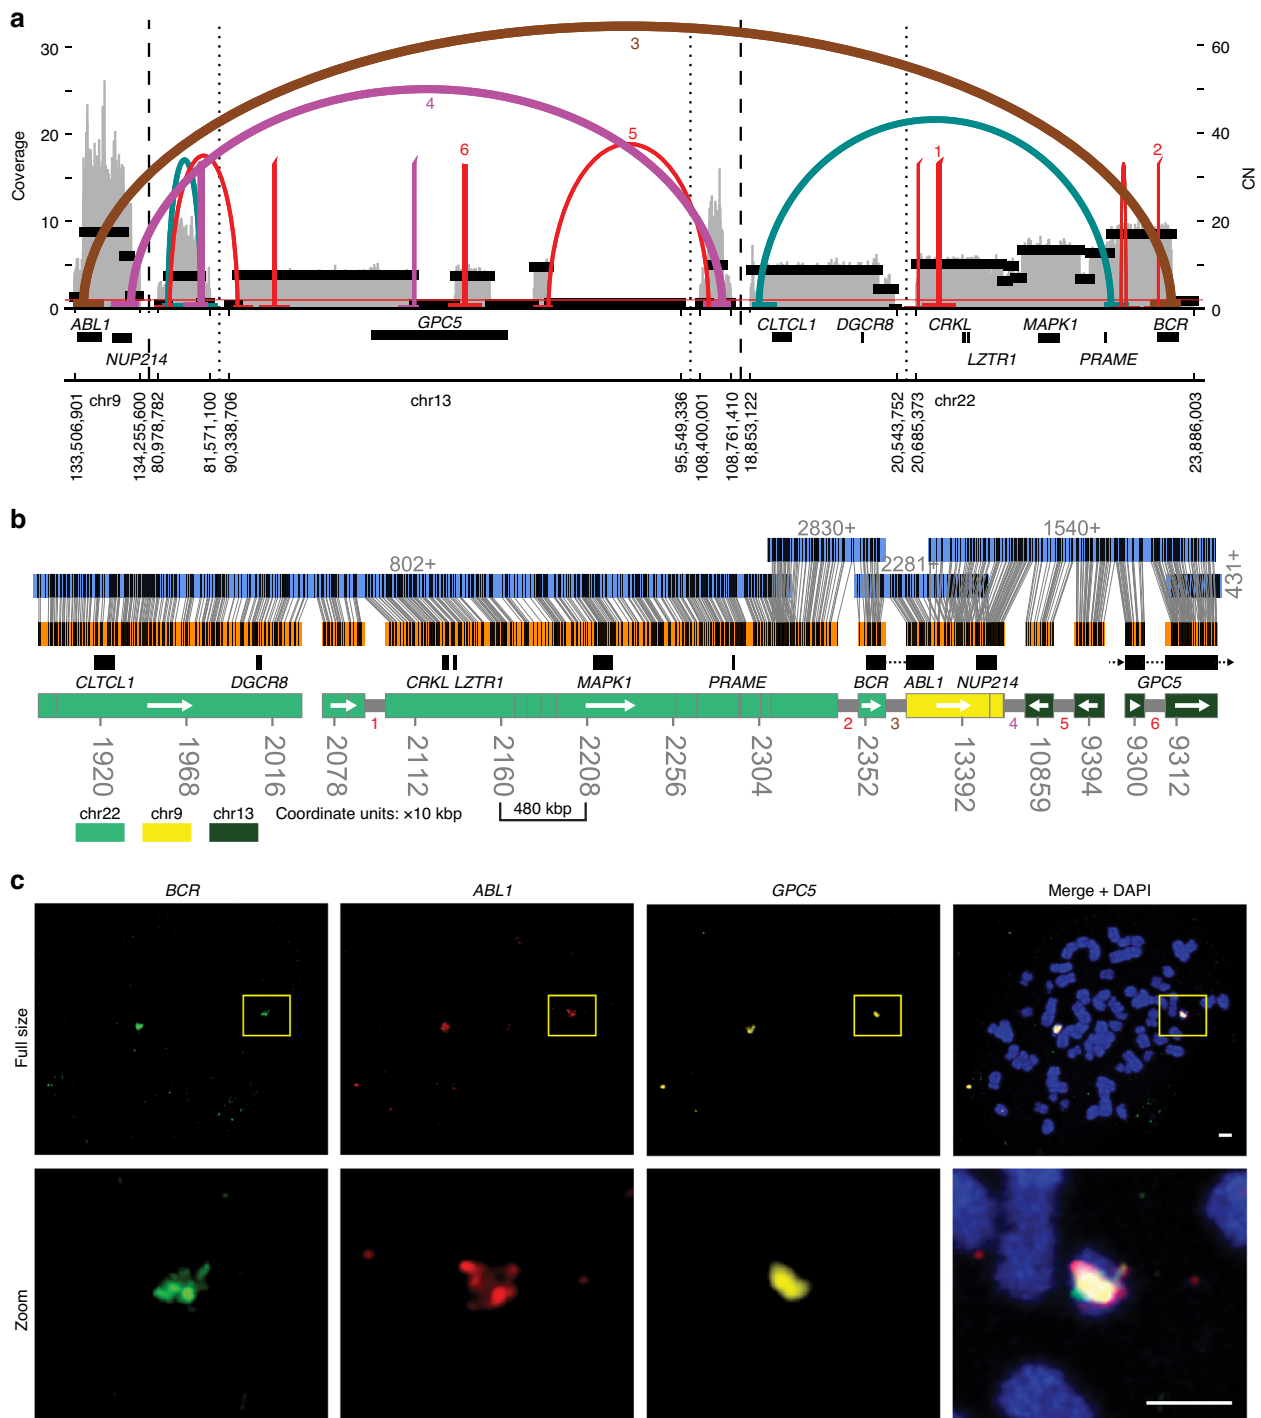 a
Coverage
CN
30
20
10
0
60
40
20
0
3
4
5
6
1
2
ABL1
NUP214
GPC5
CLTCL1
DGCR8
CRKL
LZTR1
MAPK1
PRAME
BCR
chr9
chr13
chr22
133,506,901
134,255,600
80,978,782
81,571,100
90,338,706
95,549,336
108,400,001
108,761,410
18,853,122
20,543,752
20,685,373
23,886,003
b
802+
2830+
2281+
1540+
431+
CLTCL1
DGCR8
CRKL LZTR1
MAPK1
PRAME
BCR
ABL1
NUP214
GPC5
1
2
3
4
5
6
1920
1968
2016
2078
2112
2160
2208
2256
2304
2352
13392
10859
9394
9300
9312
chr22
chr9
chr13
Coordinate units: ×10 kbp
480 kbp
c
BCR
ABL1
GPC5
Merge + DAPI
Full size
Zoom